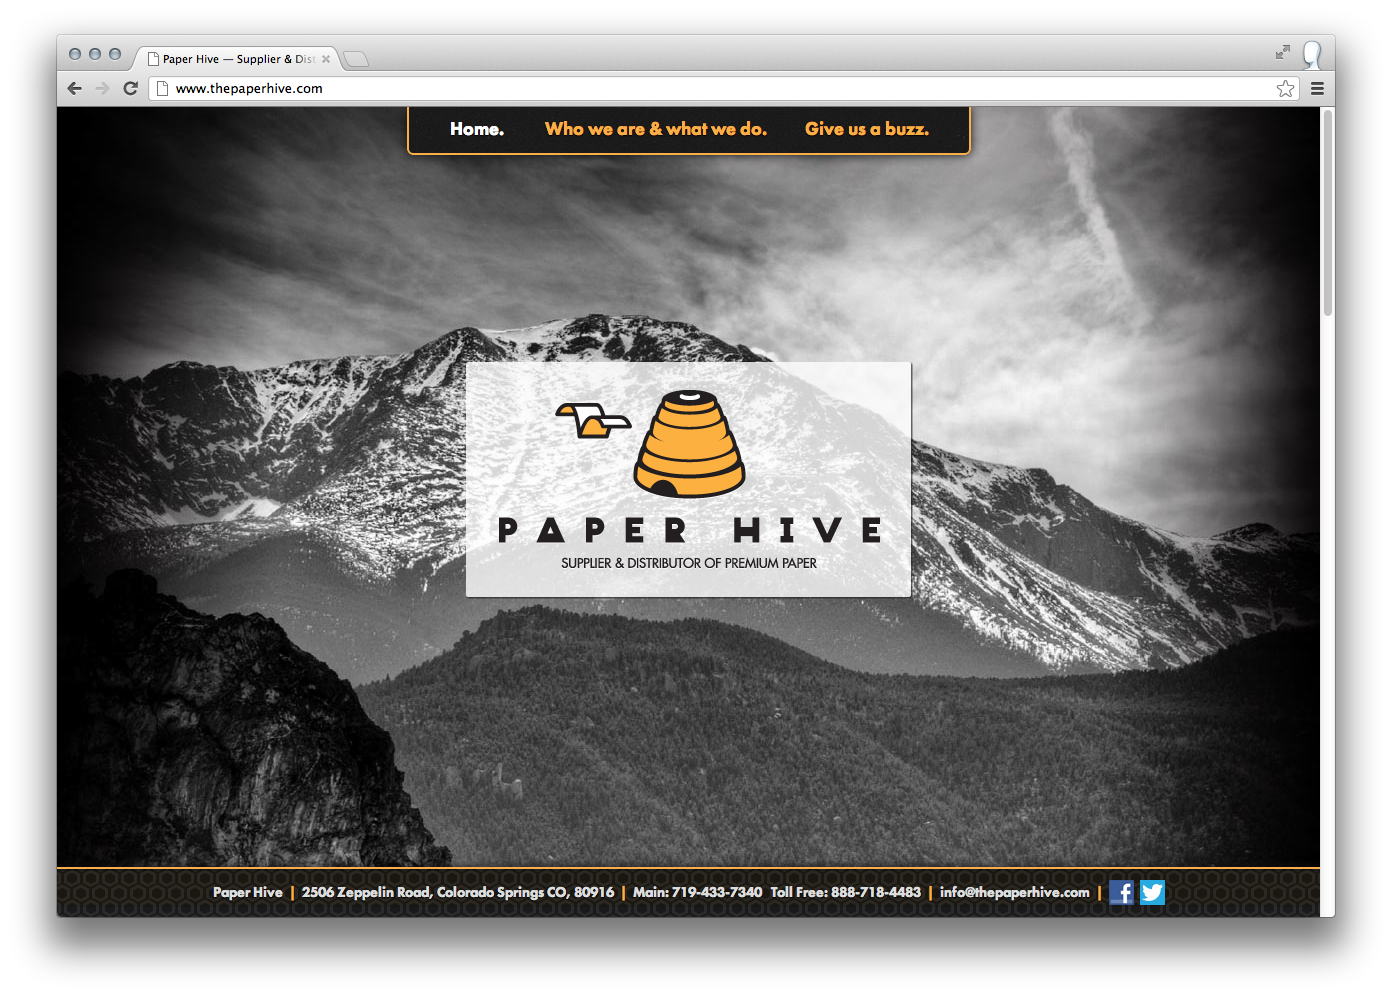 Paper Hive — Supplier & Dist
www.thepaperhive.com
Home. Who we are & what we do. Give us a buzz.
PAPER HIVE
SUPPLIER & DISTRIBUTOR OF PREMIUM PAPER
Paper Hive | 2506 Zeppelin Road, Colorado Springs CO, 80916 | Main: 719-433-7340 Toll Free: 888-718-4483 | info@thepaperhive.com |